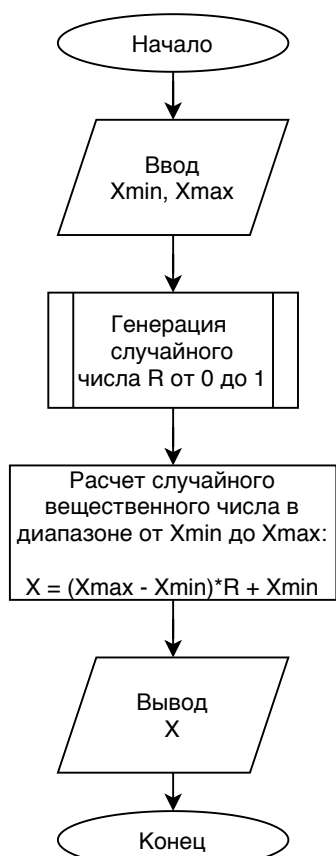 Начало
Ввод
Xmin, Xmax
Генерация
случайного
числа R от 0 до 1
Расчет случайного
вещественного числа в
диапазоне от Xmin до Xmax:
X = (Xmax - Xmin)*R + Xmin
Вывод
X
Конец